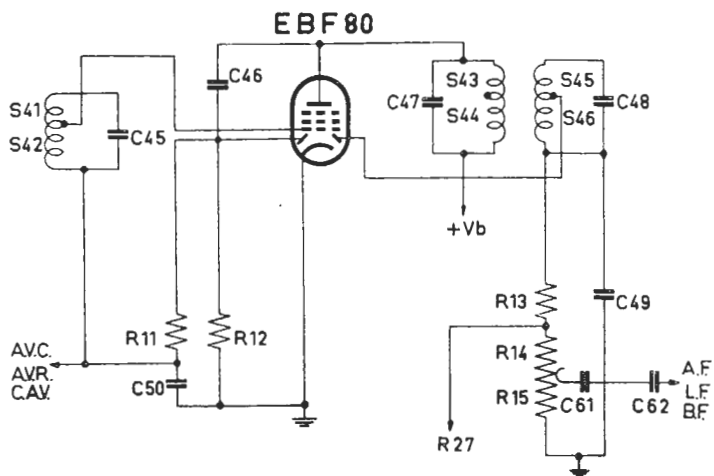 EBF80
C46
S41
S42
C45
C47
S43
S44
S45
S46
C48
+Vb
R11
R12
R13
R14
R15
C49
A.V.C.
A.V.R.
C.AV.
C50
C61
C62
A.F.
L.F.
B.F.
R27